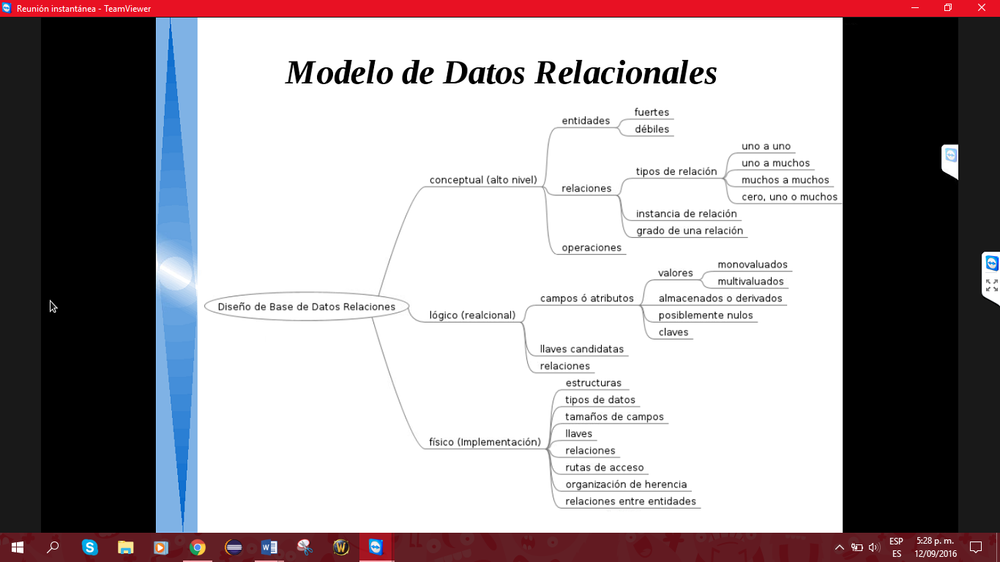 Reunión instantánea - TeamViewer
Modelo de Datos Relacionales
Diseño de Base de Datos Relaciones
conceptual (alto nivel)
entidades
fuertes
débiles
relaciones
tipos de relación
uno a uno
uno a muchos
muchos a muchos
cero, uno o muchos
instancia de relación
grado de una relación
operaciones
lógico (realcional)
campos ó atributos
valores
monovaluados
multivaluados
almacenados o derivados
posiblemente nulos
claves
llaves candidatas
relaciones
físico (Implementación)
estructuras
tipos de datos
tamaños de campos
llaves
relaciones
rutas de acceso
organización de herencia
relaciones entre entidades
ESP
ES
5:28 p. m.
12/09/2016